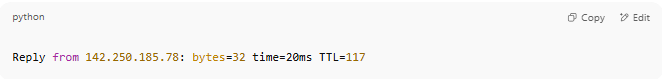 python Copy Edit
Reply from 142.250.185.78: bytes=32 time=20ms TTL=117